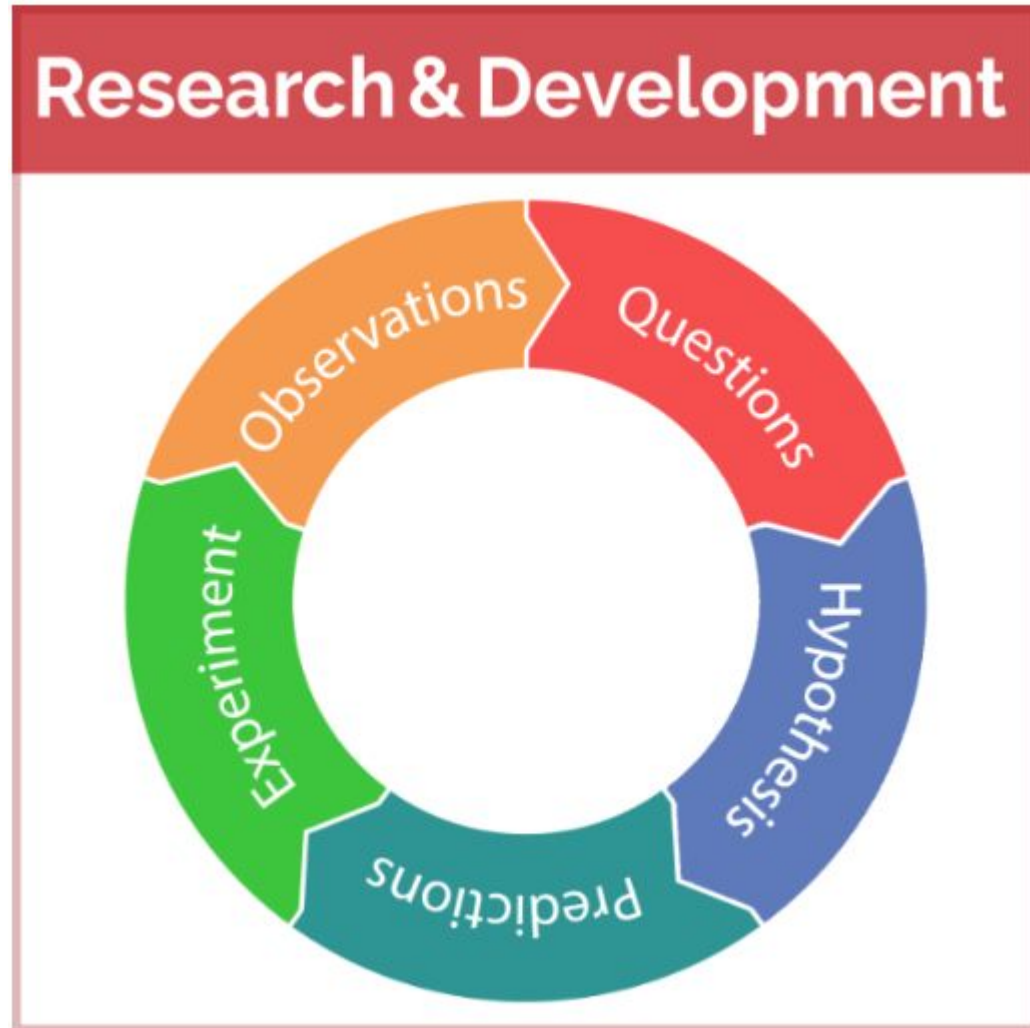 Research & Development
Observations
Questions
Hypothesis
Predictions
Experiment